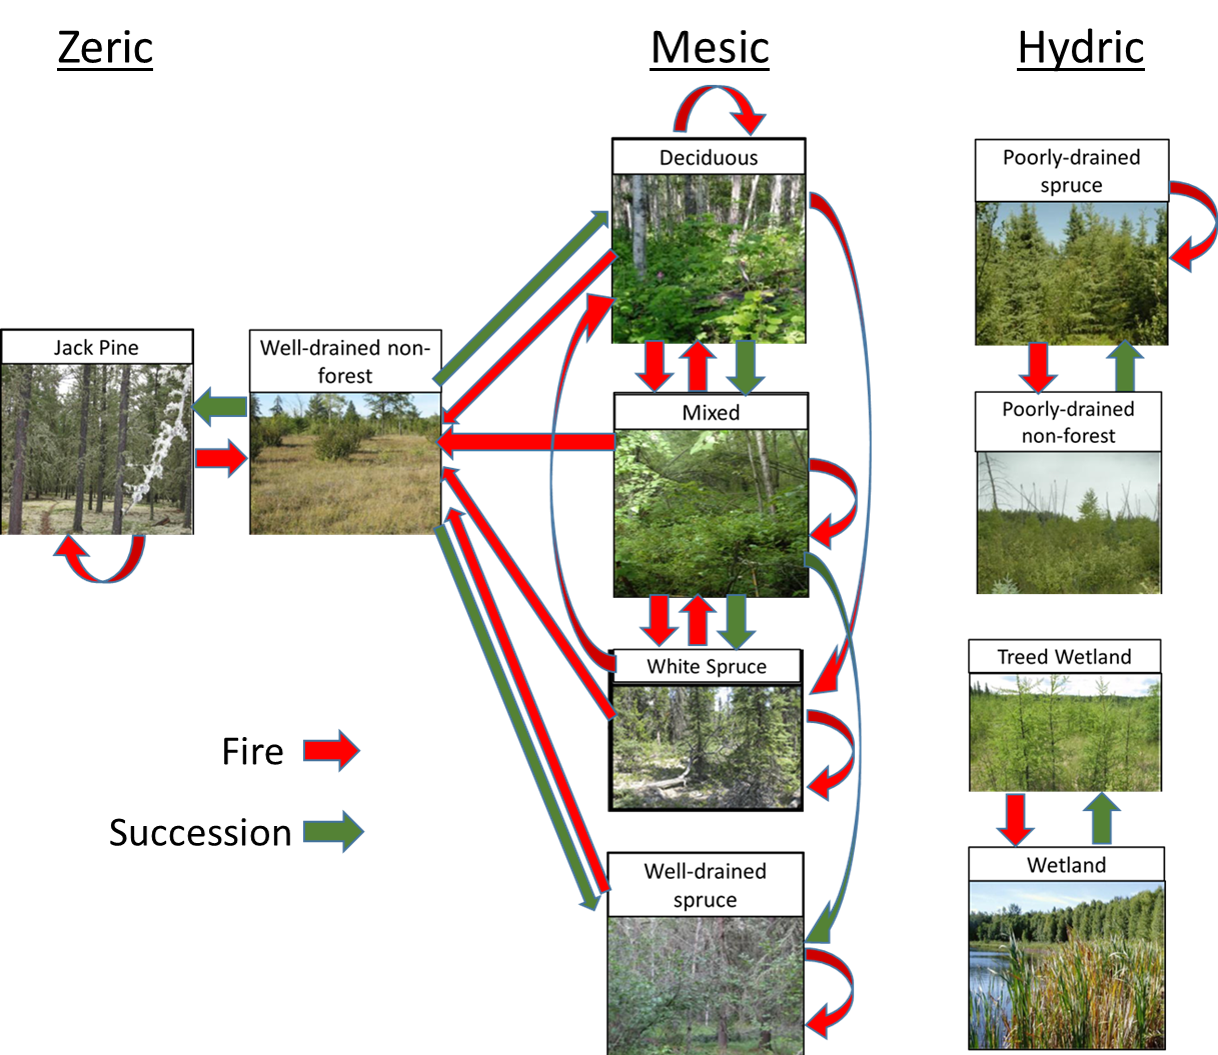 Zeric
Mesic
Hydric
Deciduous
Poorly-drained
spruce
Jack Pine
Well-drained non-
forest
Mixed
Poorly-drained
non-forest
White Spruce
Treed Wetland
Fire
Succession
Well-drained
spruce
Wetland